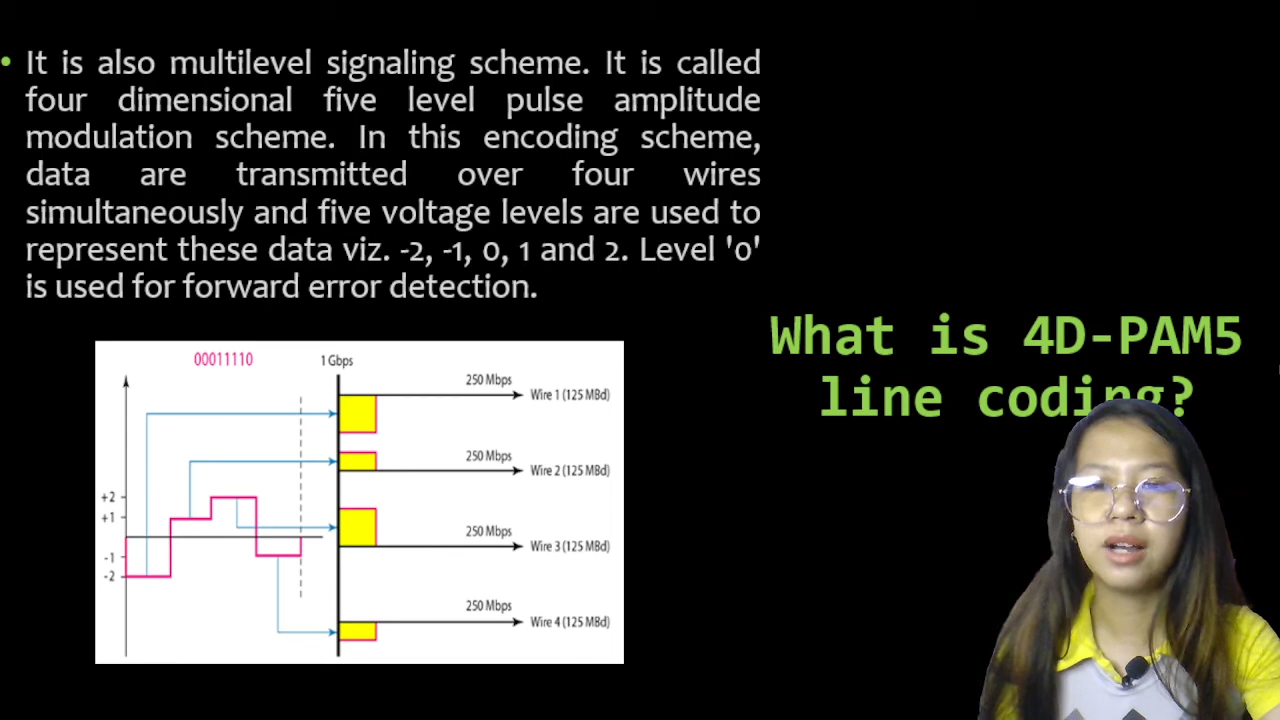 • It is also multilevel signaling scheme. It is called
four dimensional five level pulse amplitude
modulation scheme. In this encoding scheme,
data are transmitted over four wires
simultaneously and five voltage levels are used to
represent these data viz. -2, -1, 0, 1 and 2. Level '0'
is used for forward error detection.
What is 4D-PAM5
line coding?
00011110
1 Gbps
250 Mbps
Wire 1 (125 MBd)
250 Mbps
Wire 2 (125 MBd)
+2
+1
-1
-2
250 Mbps
Wire 3 (125 MBd)
250 Mbps
Wire 4 (125 MBd)